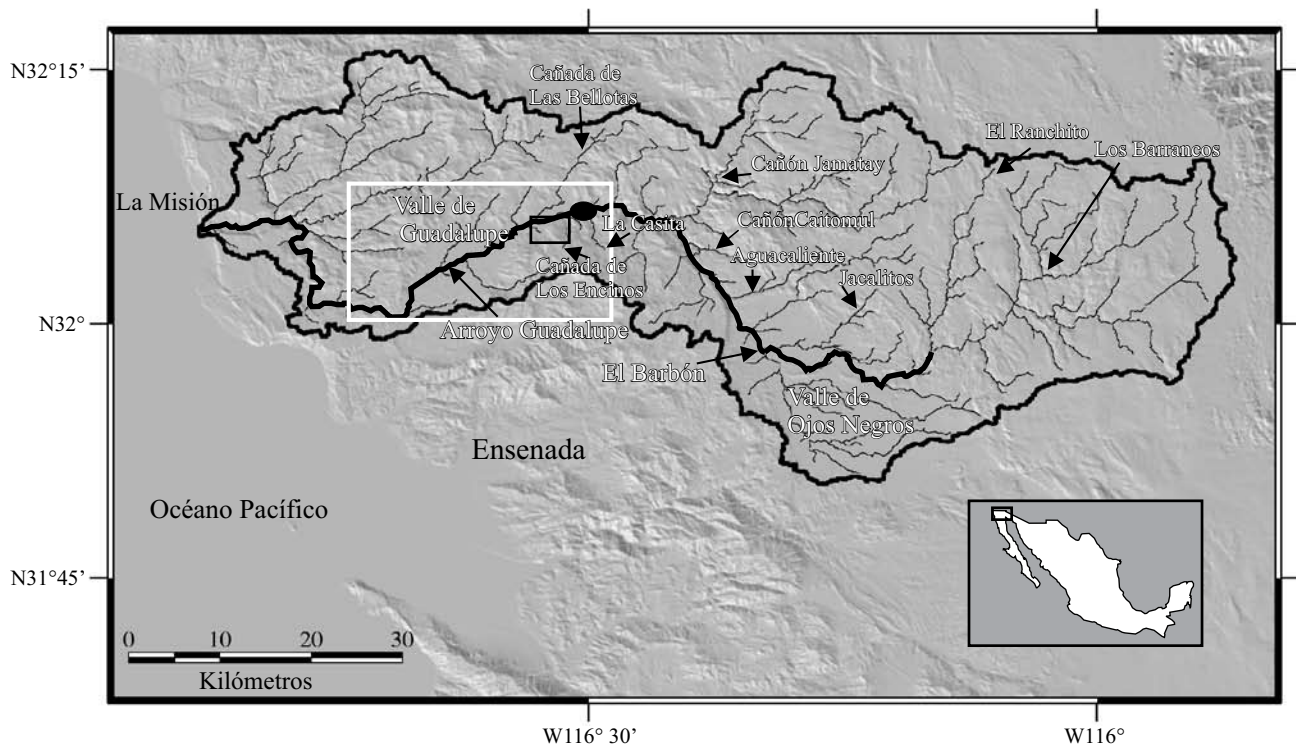 N32°15’
Cañada de
Las Bellotas
El Ranchito
Los Barrancos
Cañón Jamatay
La Misión
Valle de
Guadalupe
La Casita
CañónCaitomul
Aguacaliente
Cañada de
Los Encinos
Jacalitos
N32°
Arroyo Guadalupe
El Barbón
Valle de
Ojos Negros
Ensenada
Océano Pacífico
N31°45’
0 10 20 30
Kilómetros
W116° 30’
W116°